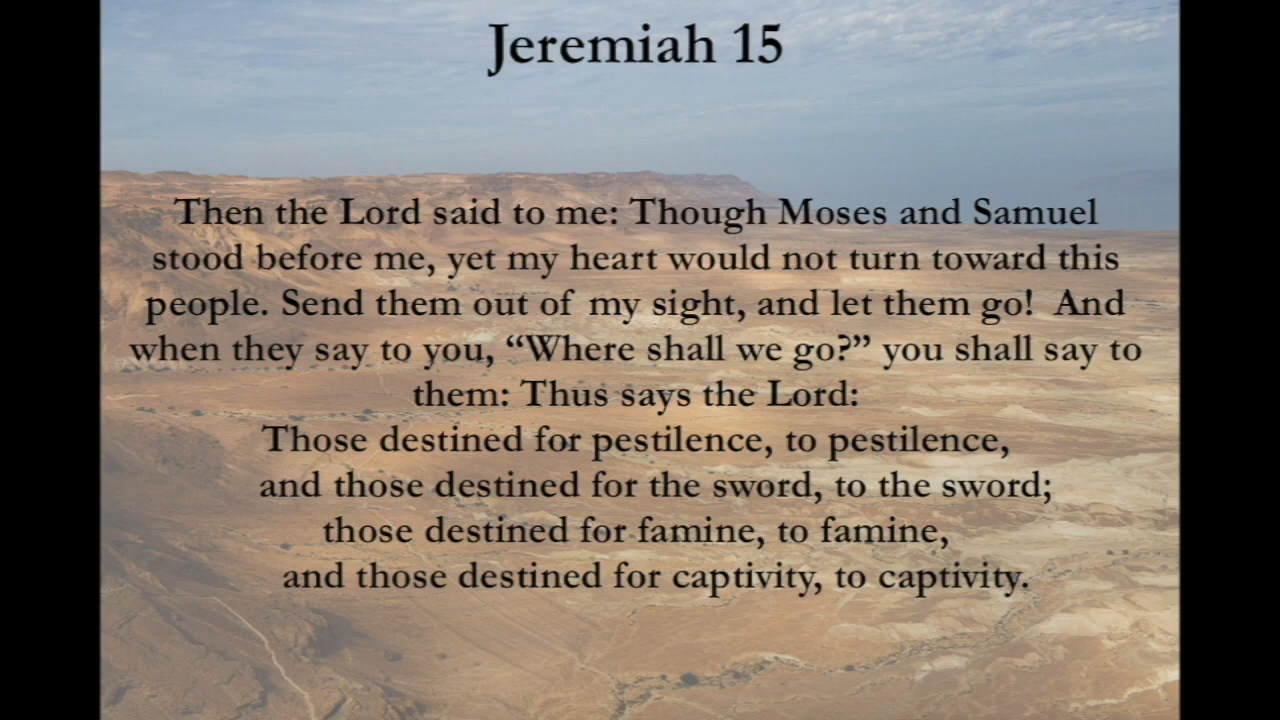 Jeremiah 15
Then the Lord said to me: Though Moses and Samuel
stood before me, yet my heart would not turn toward this
people. Send them out of my sight, and let them go! And
when they say to you, “Where shall we go?” you shall say to
them: Thus says the Lord:
Those destined for pestilence, to pestilence,
and those destined for the sword, to the sword;
those destined for famine, to famine,
and those destined for captivity, to captivity.